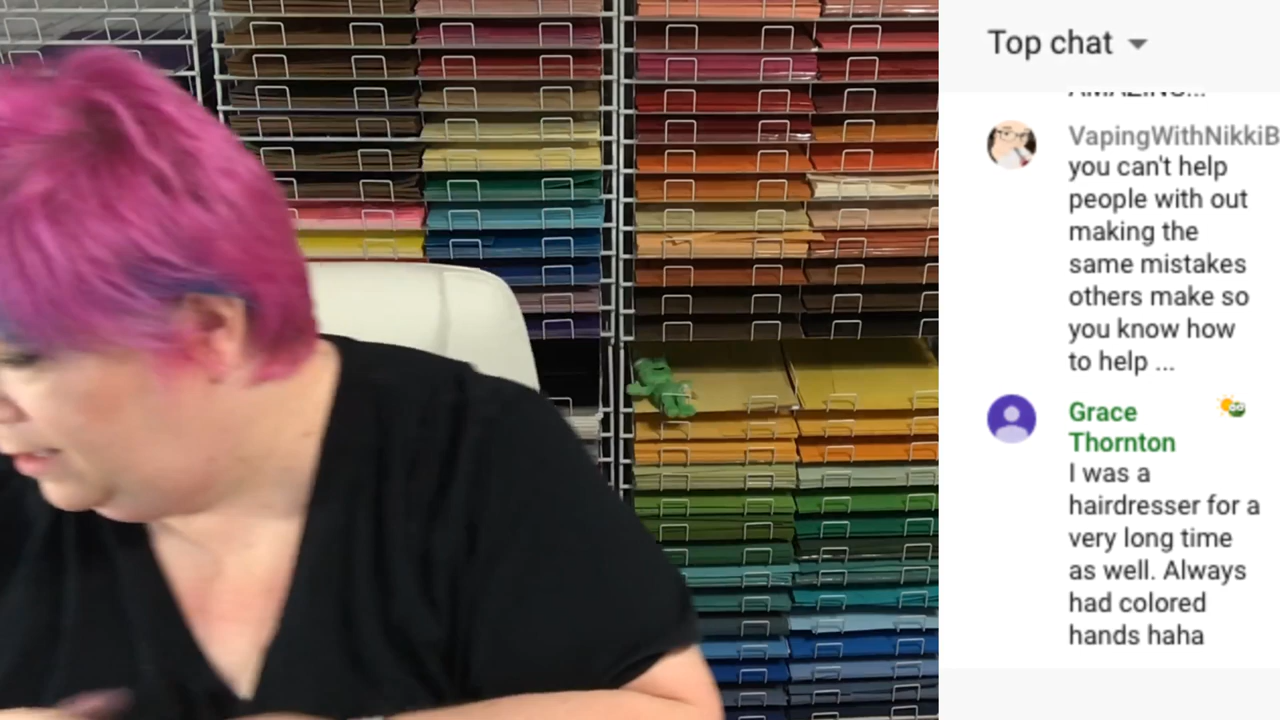 Top chat
AMAZING...
VapingWithNikkiB
you can't help
people with out
making the
same mistakes
others make so
you know how
to help ...
Grace
Thornton
I was a
hairdresser for a
very long time
as well. Always
had colored
hands haha